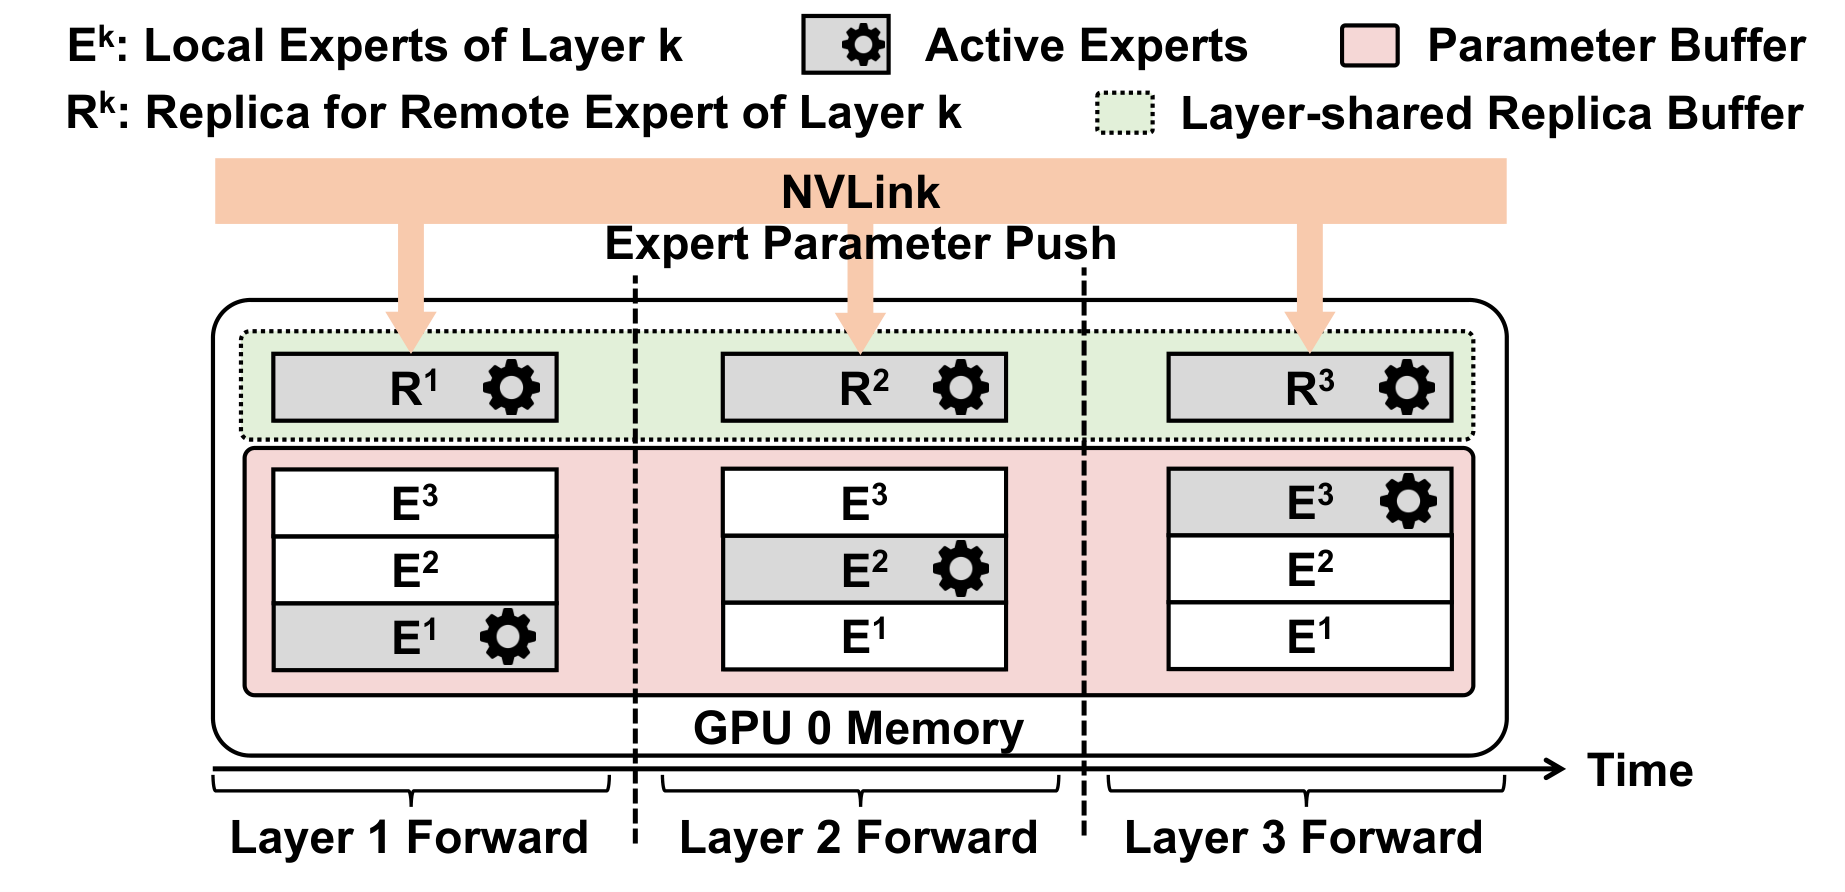 Eᵏ: Local Experts of Layer k
Active Experts
Parameter Buffer
Rᵏ: Replica for Remote Expert of Layer k
Layer-shared Replica Buffer
NVLink
Expert Parameter Push
R¹
R²
R³
E³
E³
E³
E²
E²
E²
E¹
E¹
E¹
GPU 0 Memory
Time
Layer 1 Forward
Layer 2 Forward
Layer 3 Forward